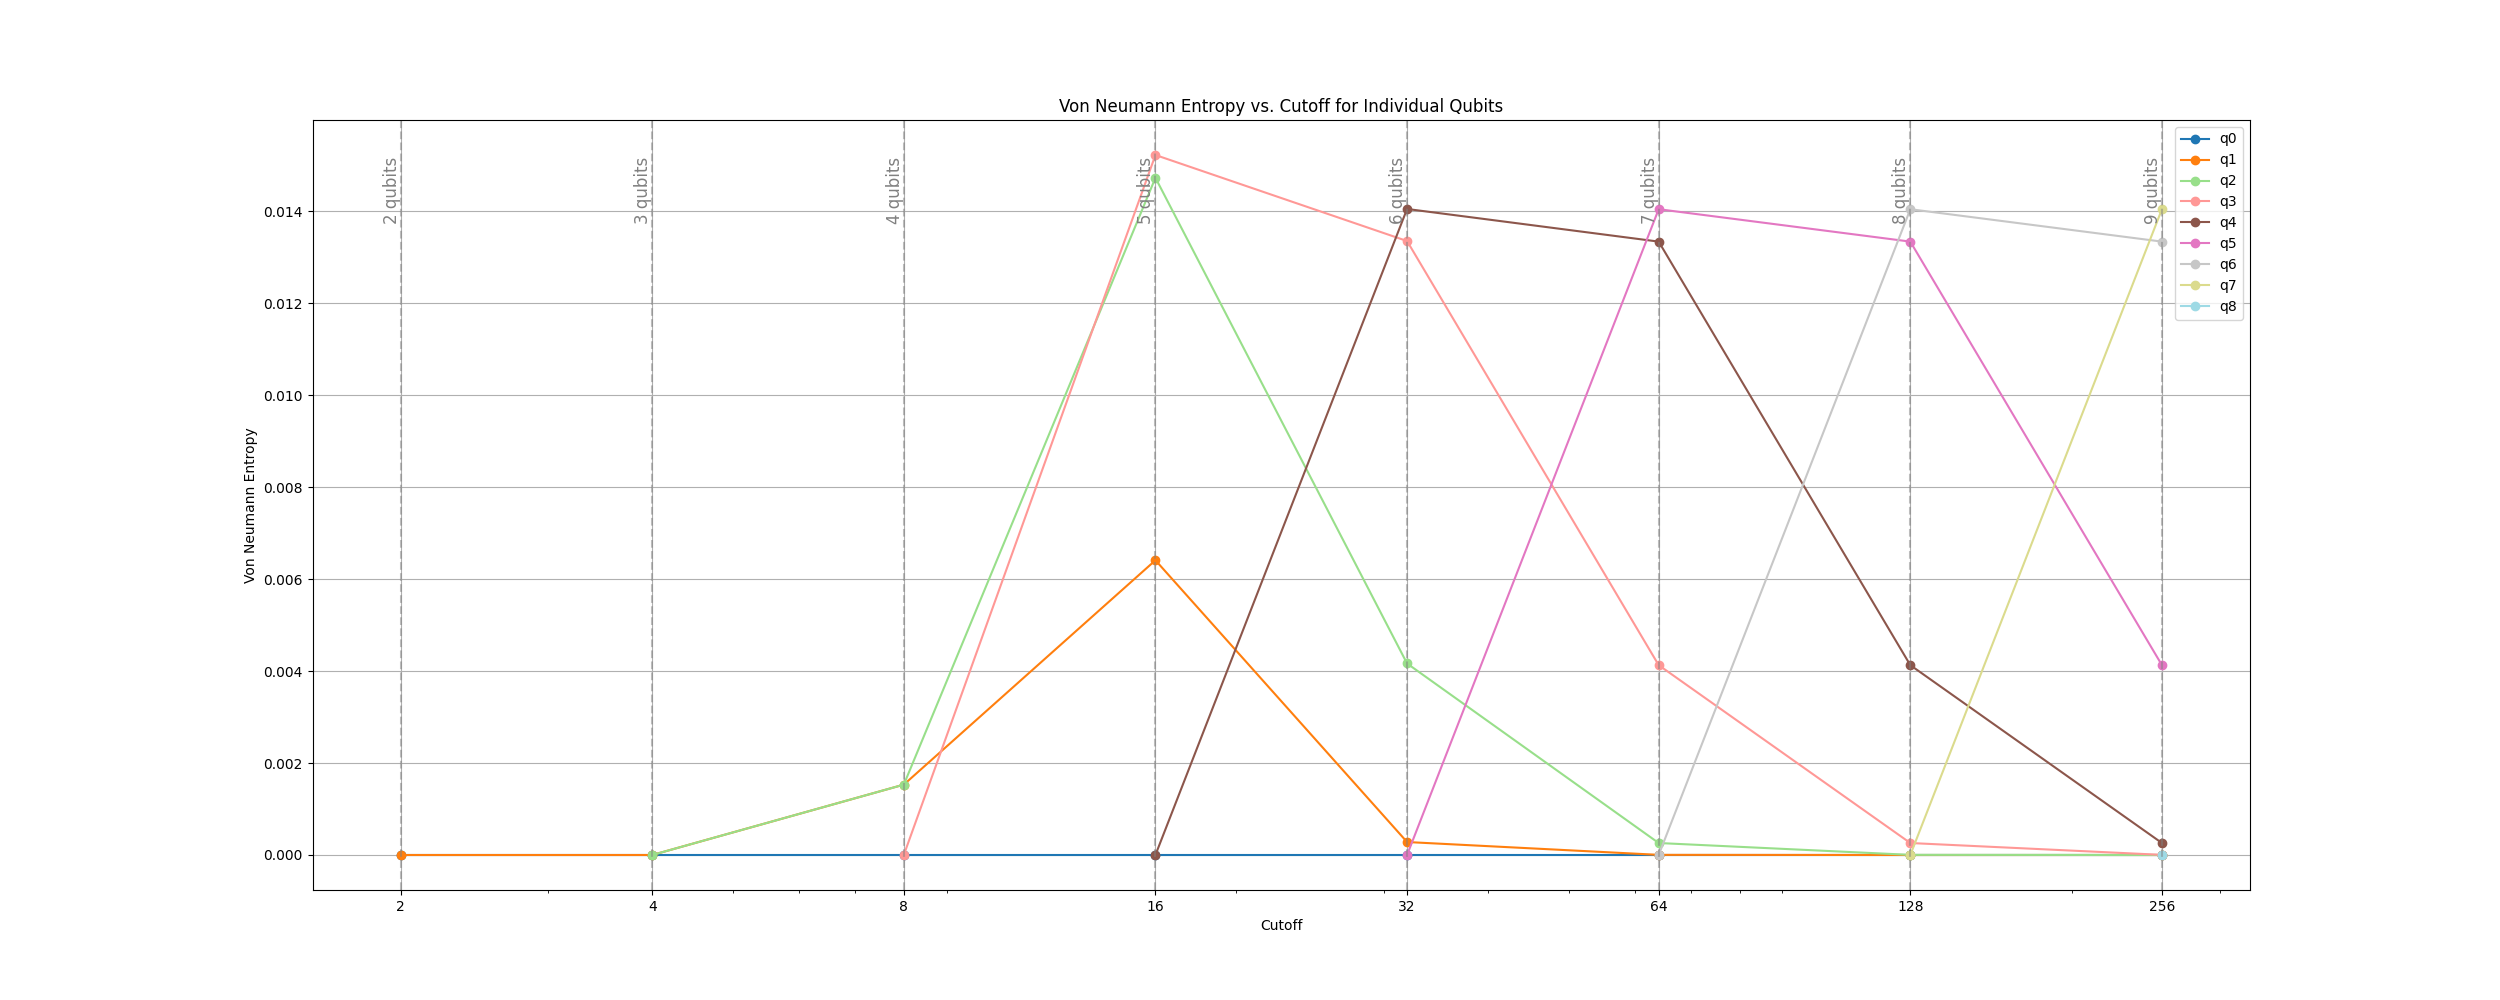 Von Neumann Entropy vs. Cutoff for Individual Qubits
2 qubits
3 qubits
4 qubits
5 qubits
6 qubits
7 qubits
8 qubits
9 qubits
q0
q1
q2
q3
q4
q5
q6
q7
q8
Von Neumann Entropy
0.014
0.012
0.010
0.008
0.006
0.004
0.002
0.000
2 4 8 16 32 64 128 256
Cutoff